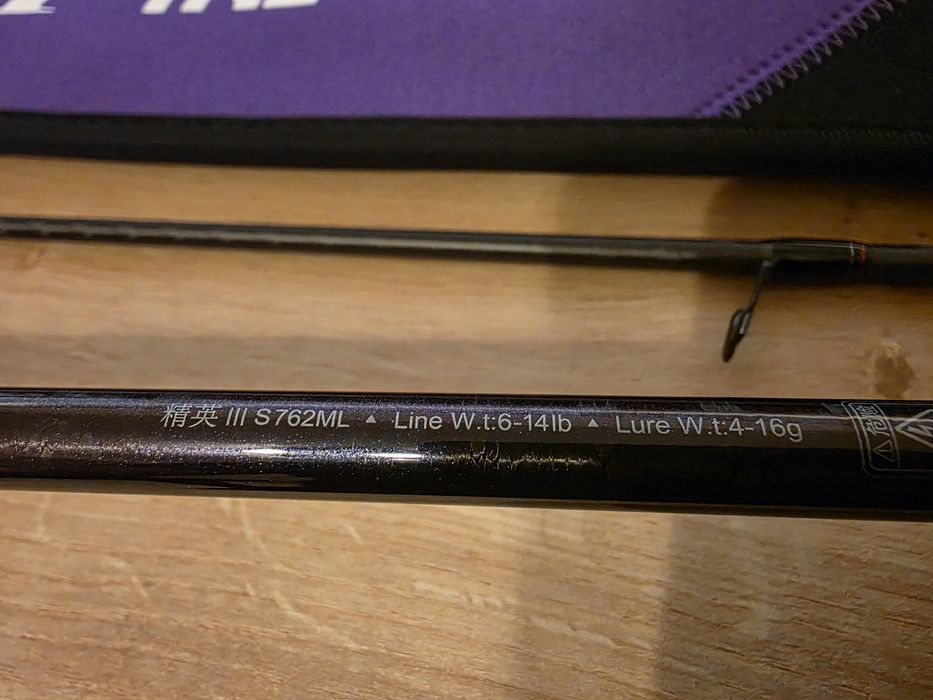 精英 III S762ML ▲ Line W.t:6-14lb ▲ Lure W.t:4-16g